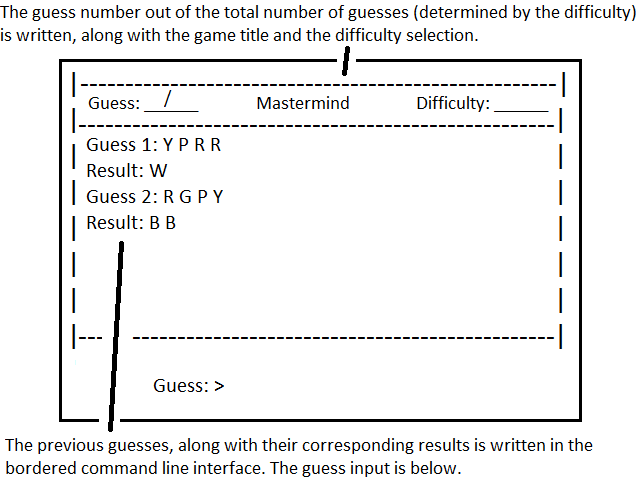 The guess number out of the total number of guesses (determined by the difficulty)
is written, along with the game title and the difficulty selection.
Guess: __/___ Mastermind Difficulty: ______
Guess 1: Y P R R
Result: W
Guess 2: R G P Y
Result: B B
Guess: >
The previous guesses, along with their corresponding results is written in the
bordered command line interface. The guess input is below.